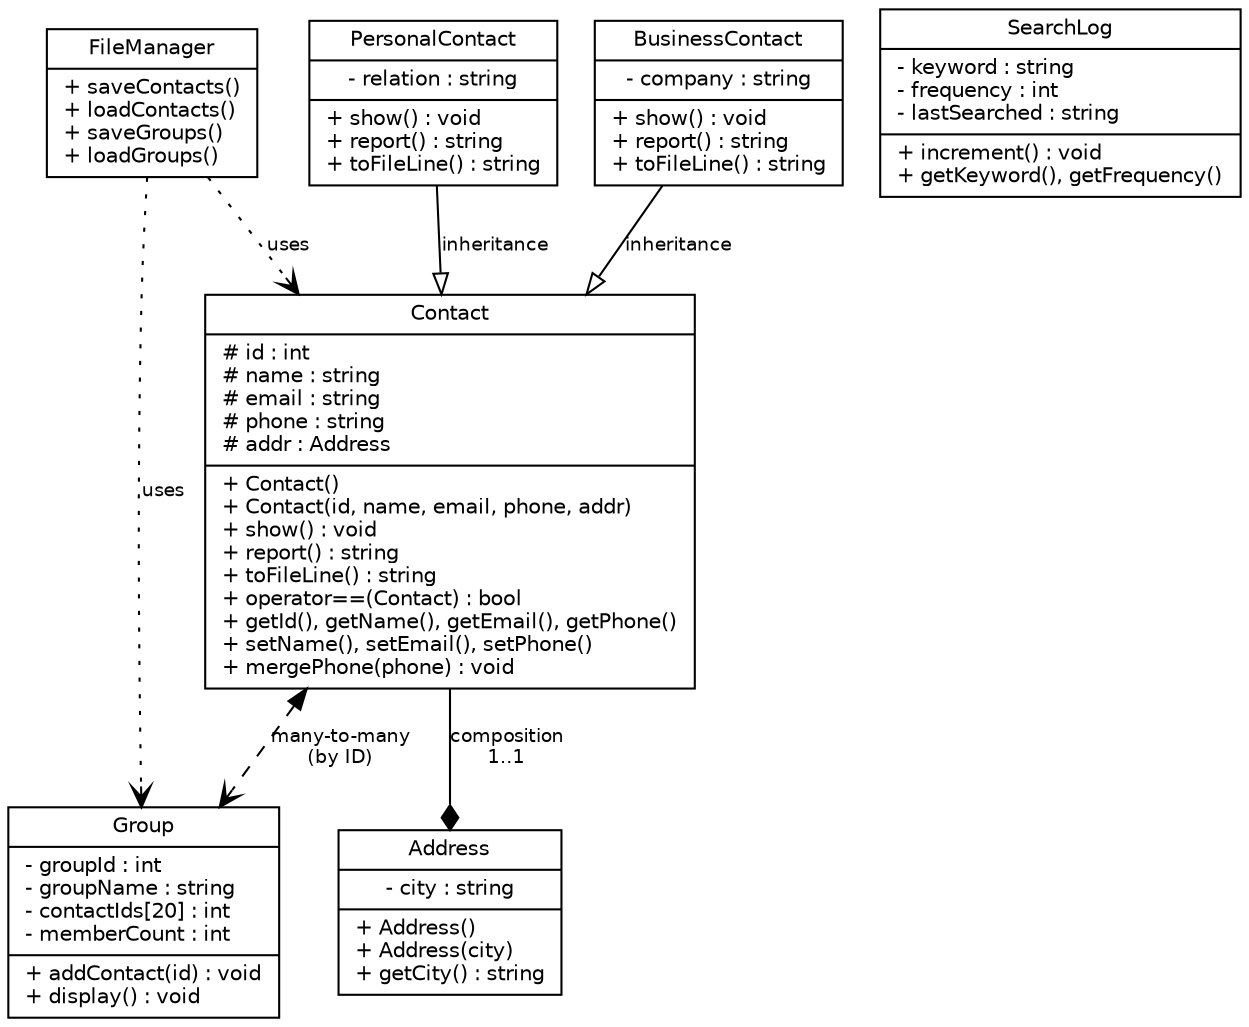 FileManager
+ saveContacts()
+ loadContacts()
+ saveGroups()
+ loadGroups()
PersonalContact
- relation : string
+ show() : void
+ report() : string
+ toFileLine() : string
BusinessContact
- company : string
+ show() : void
+ report() : string
+ toFileLine() : string
SearchLog
- keyword : string
- frequency : int
- lastSearched : string
+ increment() : void
+ getKeyword(), getFrequency()
uses
inheritance
inheritance
Contact
# id : int
# name : string
# email : string
# phone : string
# addr : Address
+ Contact()
+ Contact(id, name, email, phone, addr)
+ show() : void
+ report() : string
+ toFileLine() : string
+ operator==(Contact) : bool
+ getId(), getName(), getEmail(), getPhone()
+ setName(), setEmail(), setPhone()
+ mergePhone(phone) : void
uses
many-to-many
(by ID)
composition
1..1
Group
- groupId : int
- groupName : string
- contactIds[20] : int
- memberCount : int
+ addContact(id) : void
+ display() : void
Address
- city : string
+ Address()
+ Address(city)
+ getCity() : string